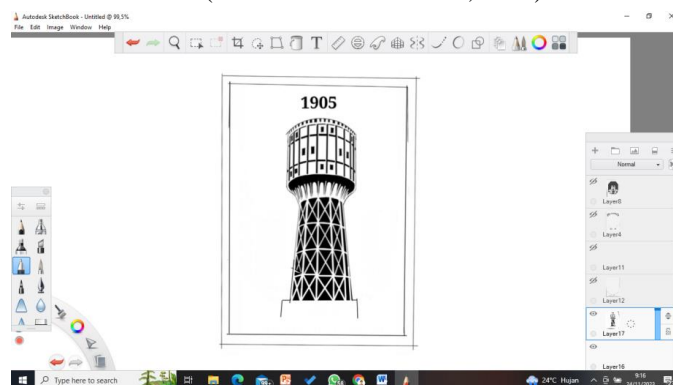 Autodesk SketchBook - Untitled @ 99,5%
File Edit Image Window Help
T
1905
Normal
Layer8
Layer4
Layer11
Layer12
Layer17
Layer16
Type here to search
24°C Hujan
9:16